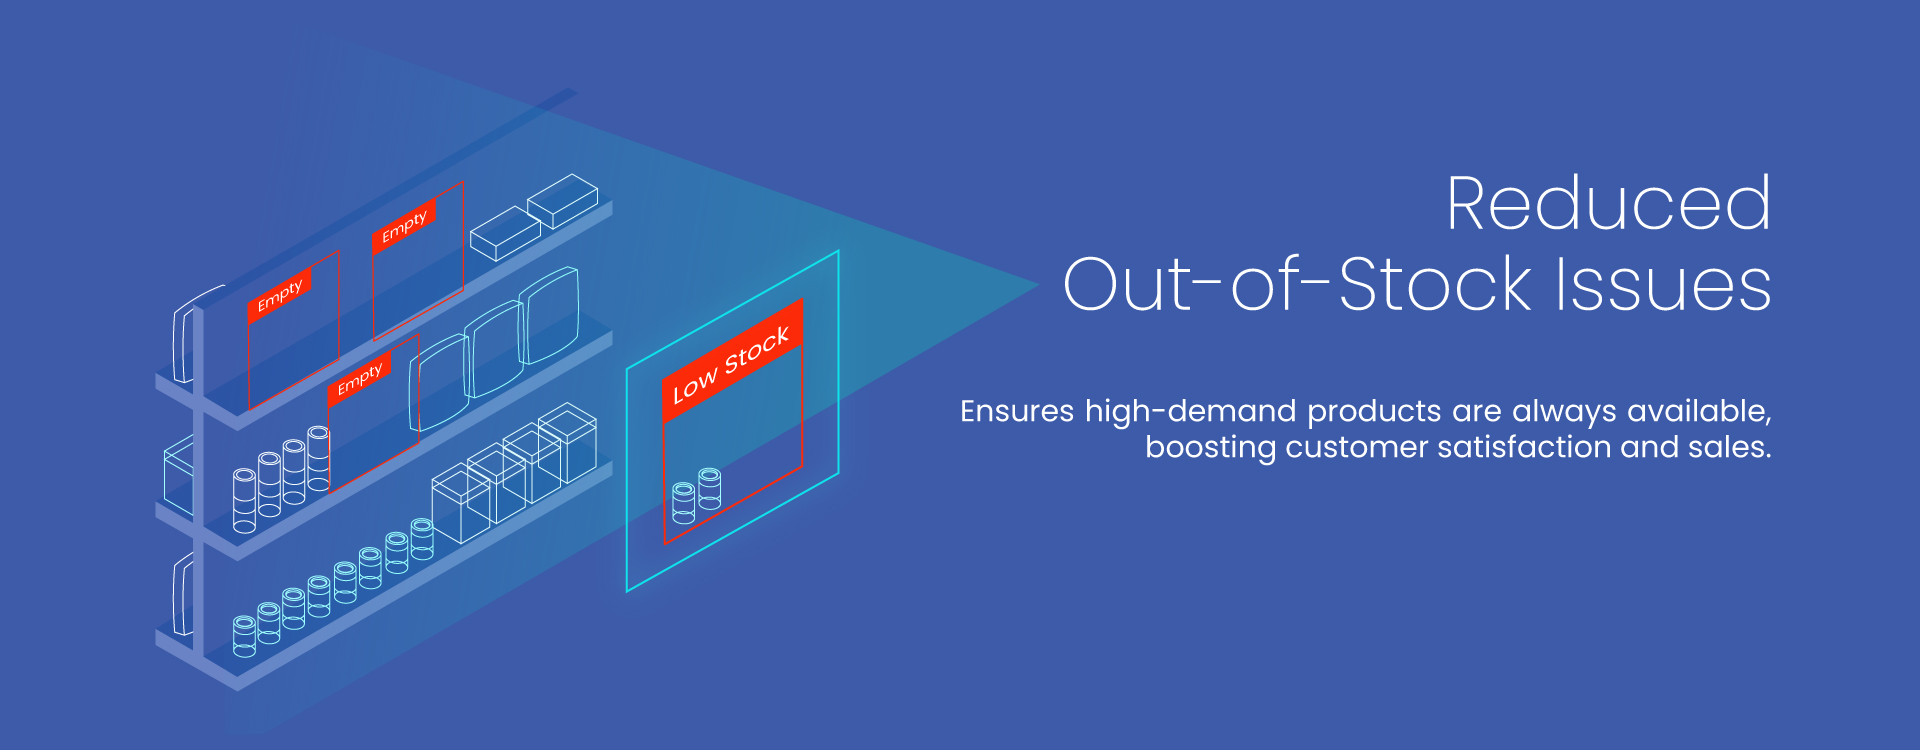 Empty
Empty
Empty
Low Stock
Reduced
Out-of-Stock Issues
Ensures high-demand products are always available,
boosting customer satisfaction and sales.